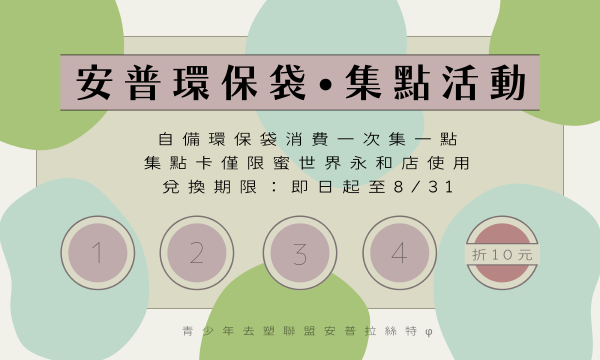 安普環保袋•集點活動
自備環保袋消費一次集一點
集點卡僅限蜜世界永和店使用
兌換期限：即日起至8/31
1 2 3 4 折10元
青少年去塑聯盟安普拉絲特φ